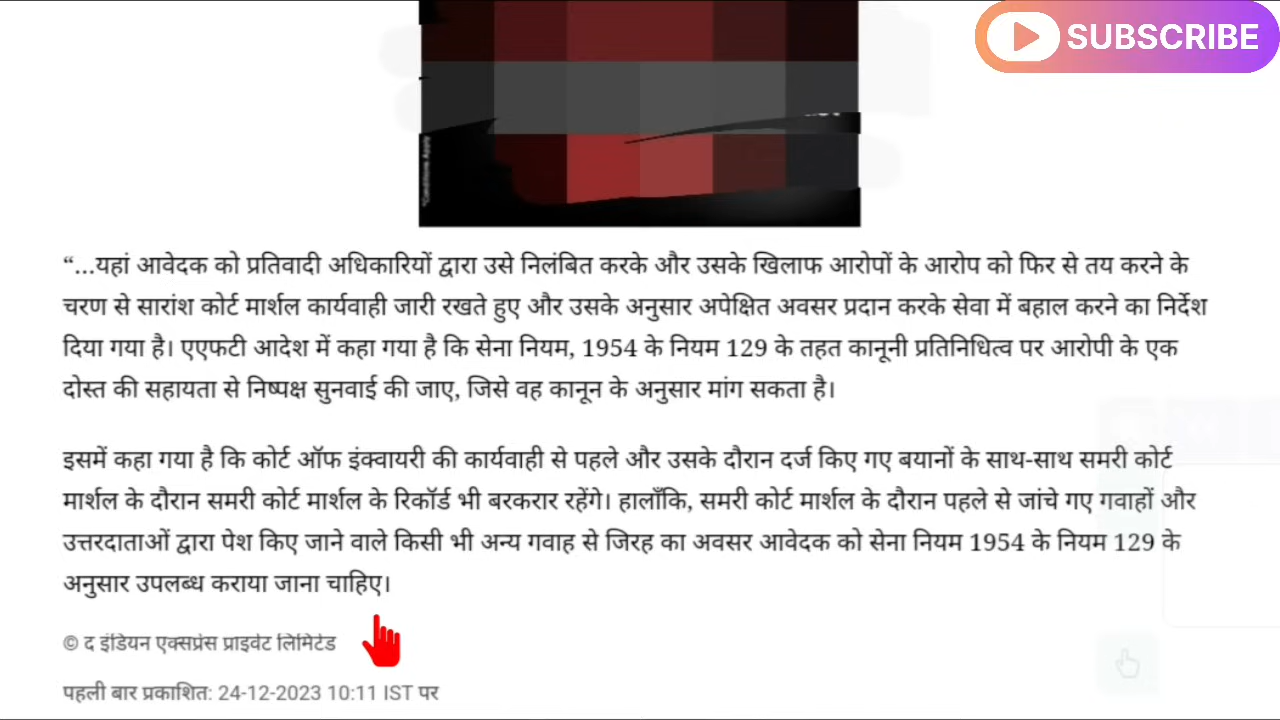 SUBSCRIBE
*Conditions Apply
“...यहां आवेदक को प्रतिवादी अधिकारियों द्वारा उसे निलंबित करके और उसके खिलाफ आरोपों के आरोप को फिर से तय करने के
चरण से सारांश कोर्ट मार्शल कार्यवाही जारी रखते हुए और उसके अनुसार अपेक्षित अवसर प्रदान करके सेवा में बहाल करने का निर्देश
दिया गया है। एएफटी आदेश में कहा गया है कि सेना नियम, 1954 के नियम 129 के तहत कानूनी प्रतिनिधित्व पर आरोपी के एक
दोस्त की सहायता से निष्पक्ष सुनवाई की जाए, जिसे वह कानून के अनुसार मांग सकता है।
इसमें कहा गया है कि कोर्ट ऑफ इंक्वायरी की कार्यवाही से पहले और उसके दौरान दर्ज किए गए बयानों के साथ-साथ समरी कोर्ट
मार्शल के दौरान समरी कोर्ट मार्शल के रिकॉर्ड भी बरकरार रहेंगे। हालाँकि, समरी कोर्ट मार्शल के दौरान पहले से जांचे गए गवाहों और
उत्तरदाताओं द्वारा पेश किए जाने वाले किसी भी अन्य गवाह से जिरह का अवसर आवेदक को सेना नियम 1954 के नियम 129 के
अनुसार उपलब्ध कराया जाना चाहिए।
© द इंडियन एक्सप्रेस प्राइवेट लिमिटेड
पहली बार प्रकाशित: 24-12-2023 10:11 IST पर